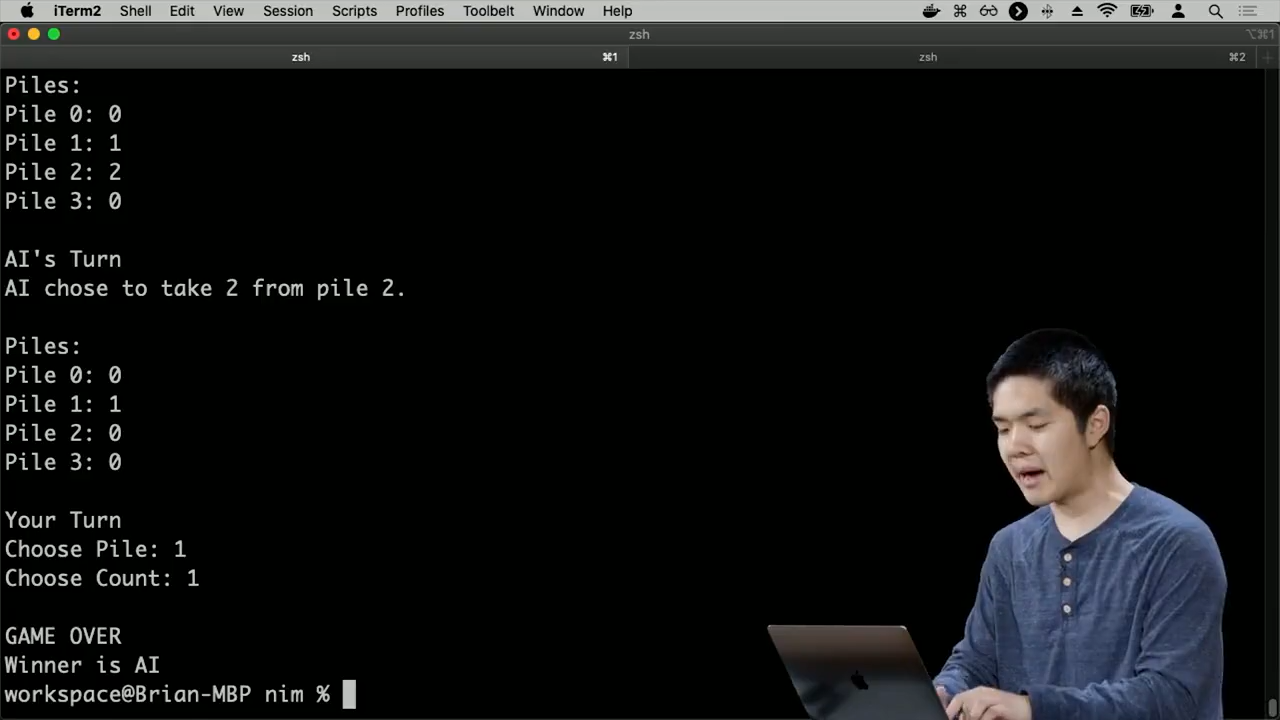 iTerm2 Shell Edit View Session Scripts Profiles Toolbelt Window Help
zsh ⌥⌘1
zsh ⌘1 zsh ⌘2
Piles:
Pile 0: 0
Pile 1: 1
Pile 2: 2
Pile 3: 0
AI's Turn
AI chose to take 2 from pile 2.
Piles:
Pile 0: 0
Pile 1: 1
Pile 2: 0
Pile 3: 0
Your Turn
Choose Pile: 1
Choose Count: 1
GAME OVER
Winner is AI
workspace@Brian-MBP nim %